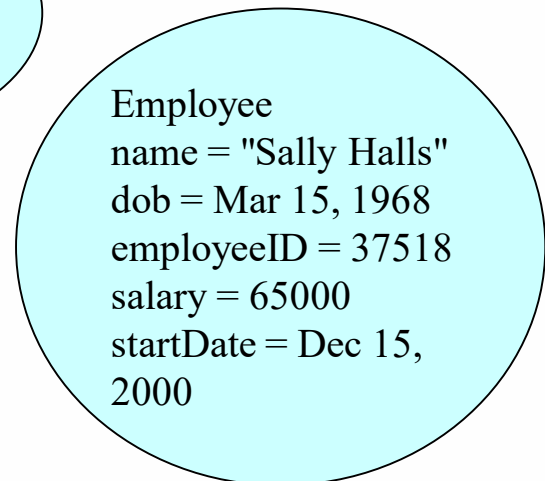 Employee
name = "Sally Halls"
dob = Mar 15, 1968
employeeID = 37518
salary = 65000
startDate = Dec 15,
2000